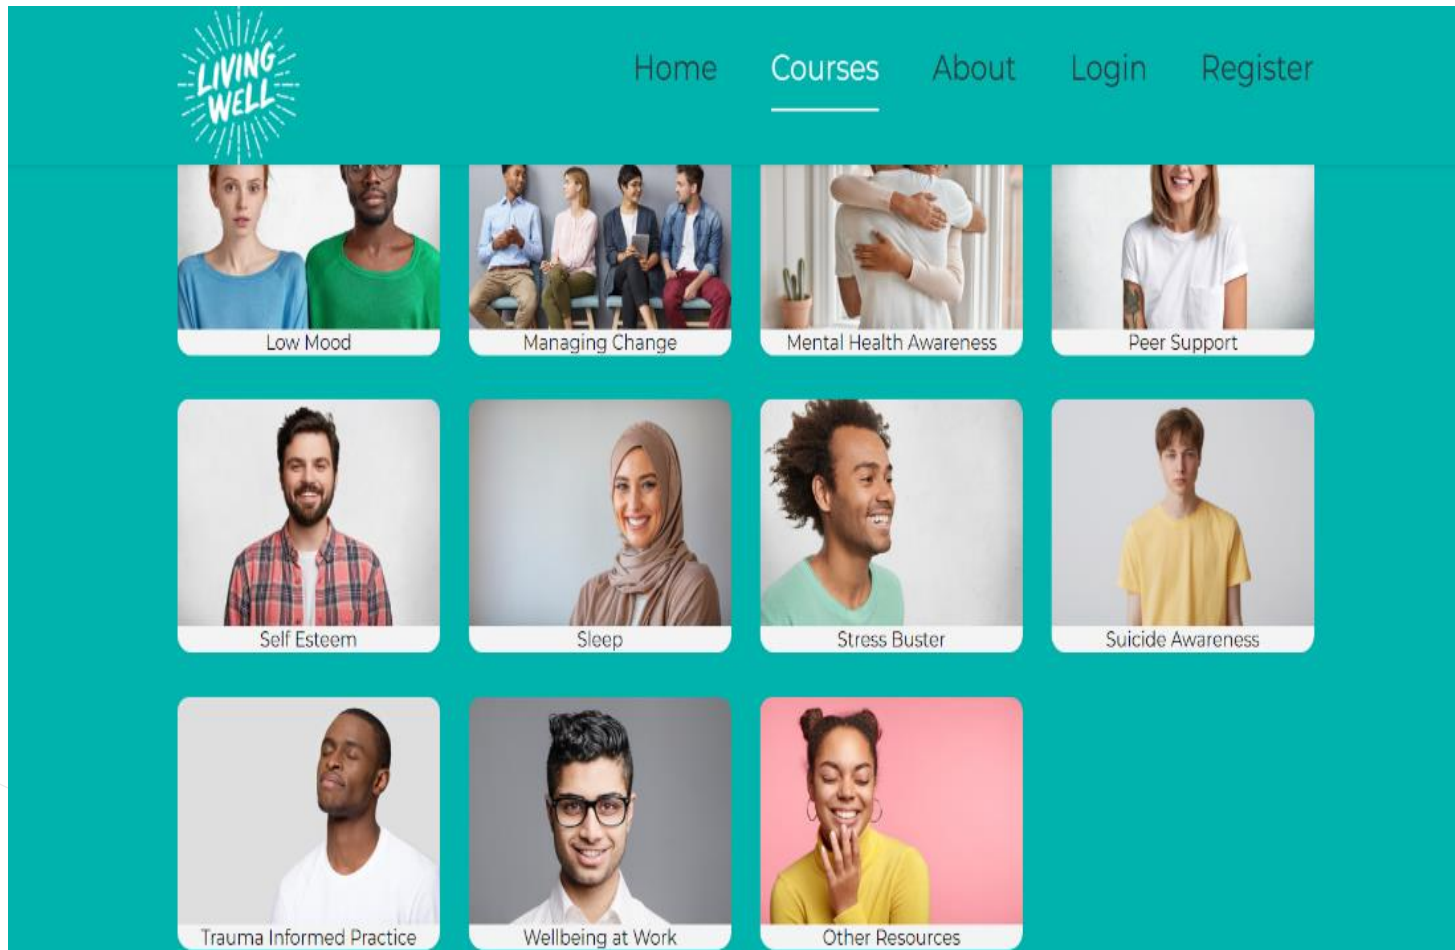 LIVING
WELL
Home Courses About Login Register
Low Mood Managing Change Mental Health Awareness Peer Support
Self Esteem Sleep Stress Buster Suicide Awareness
Trauma Informed Practice Wellbeing at Work Other Resources